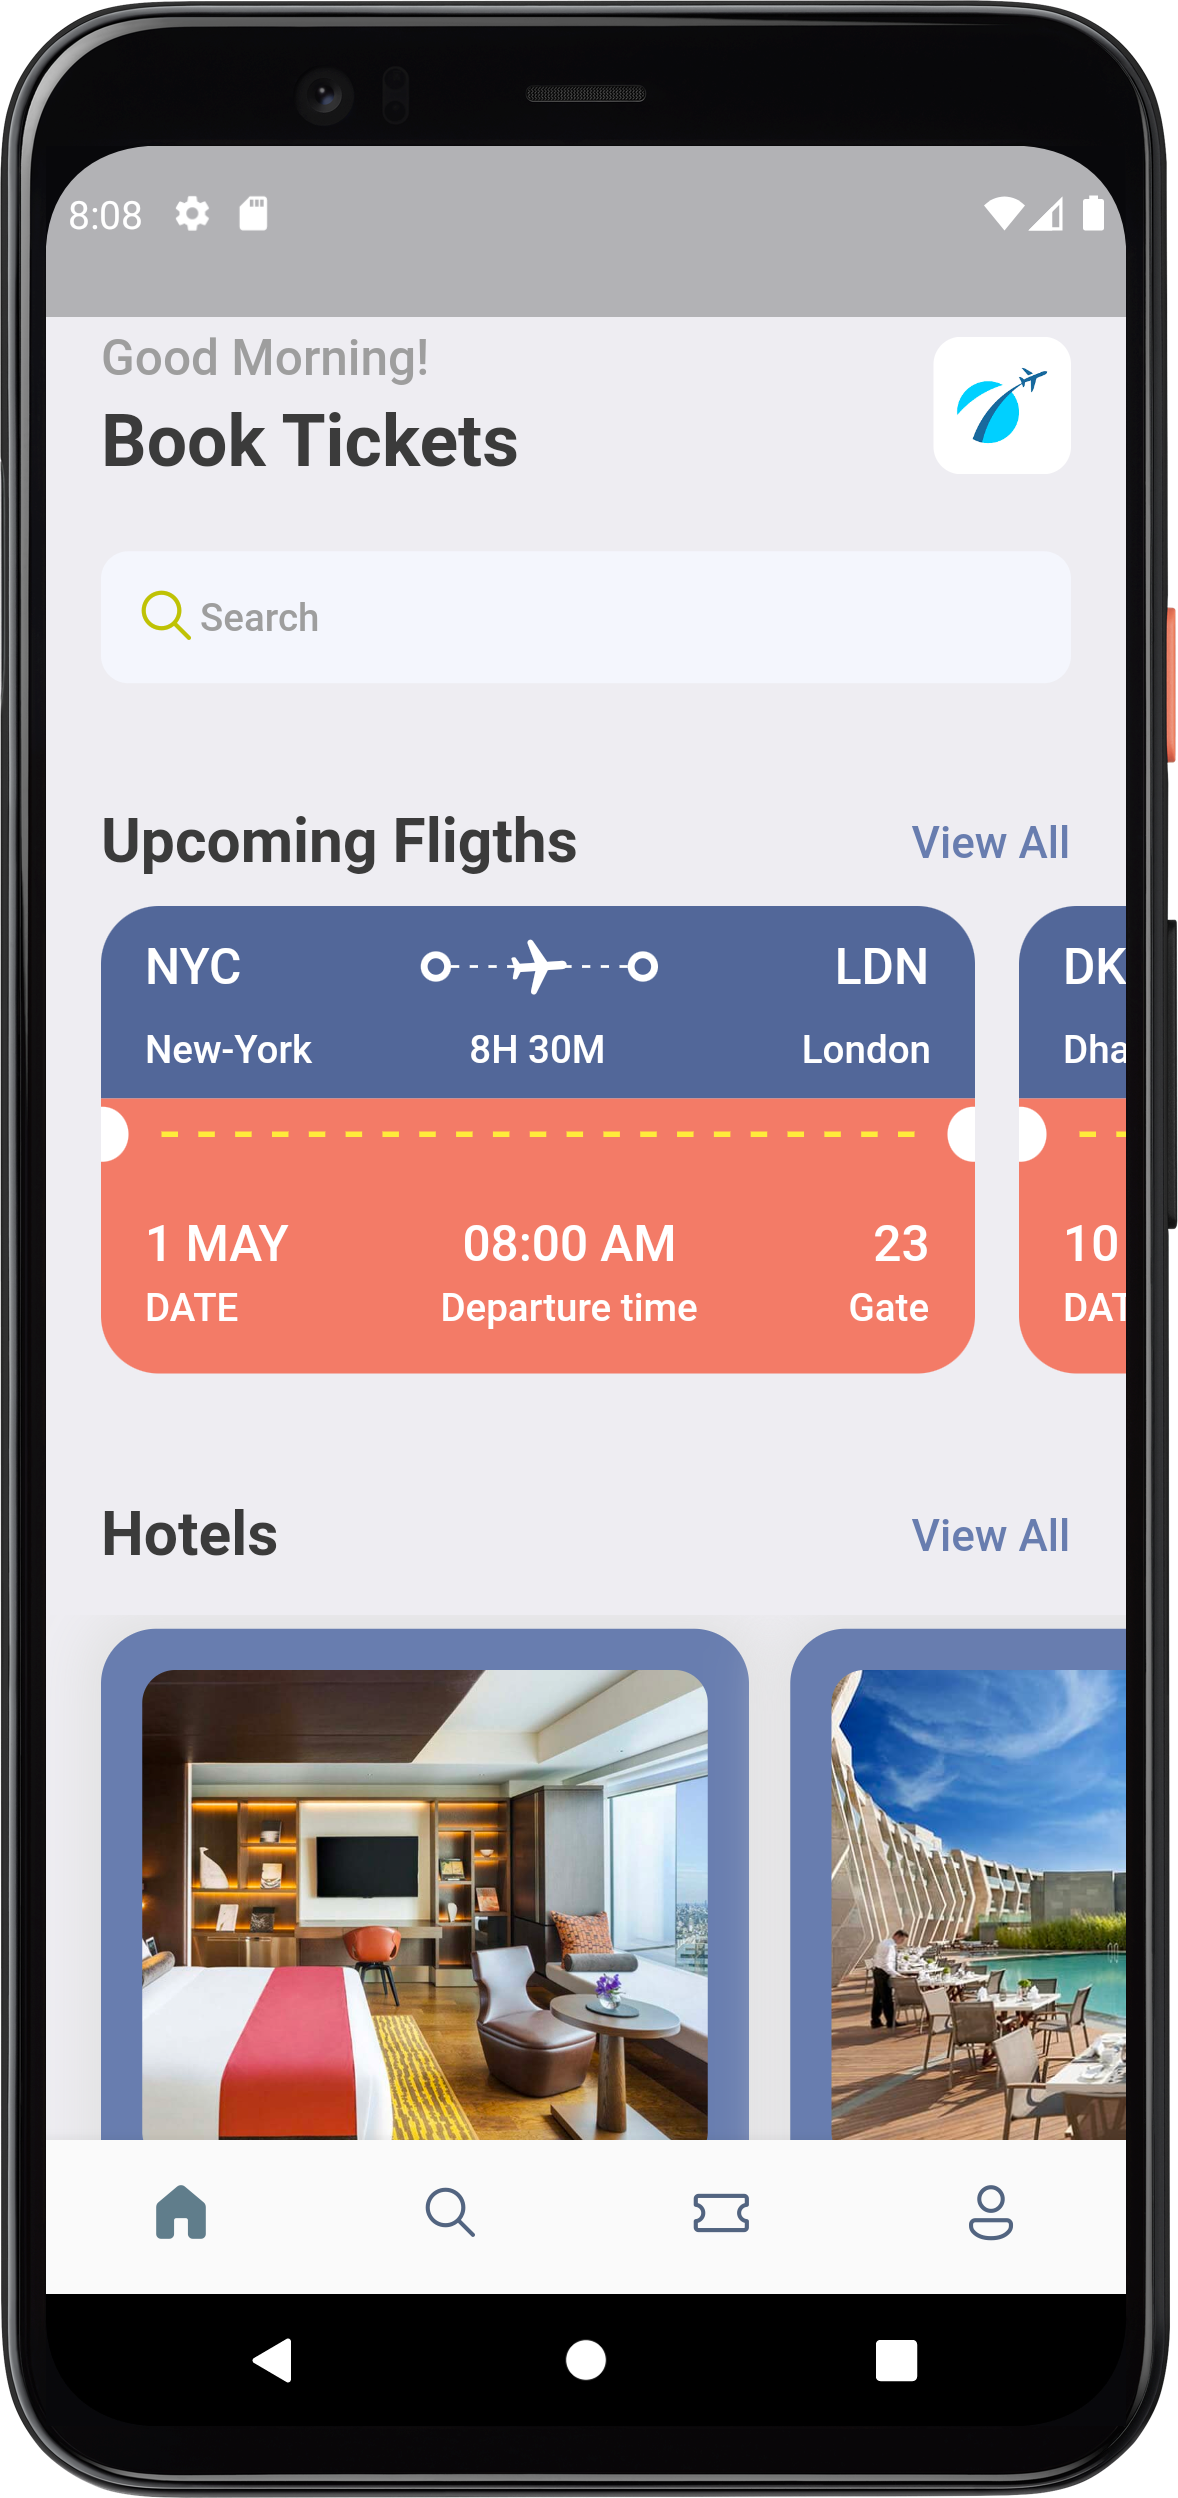 8:08
Good Morning!
Book Tickets
Search
Upcoming Fligths
View All
NYC
LDN
DK
New-York
8H 30M
London
Dha
1 MAY
08:00 AM
23
10
DATE
Departure time
Gate
DAT
Hotels
View All